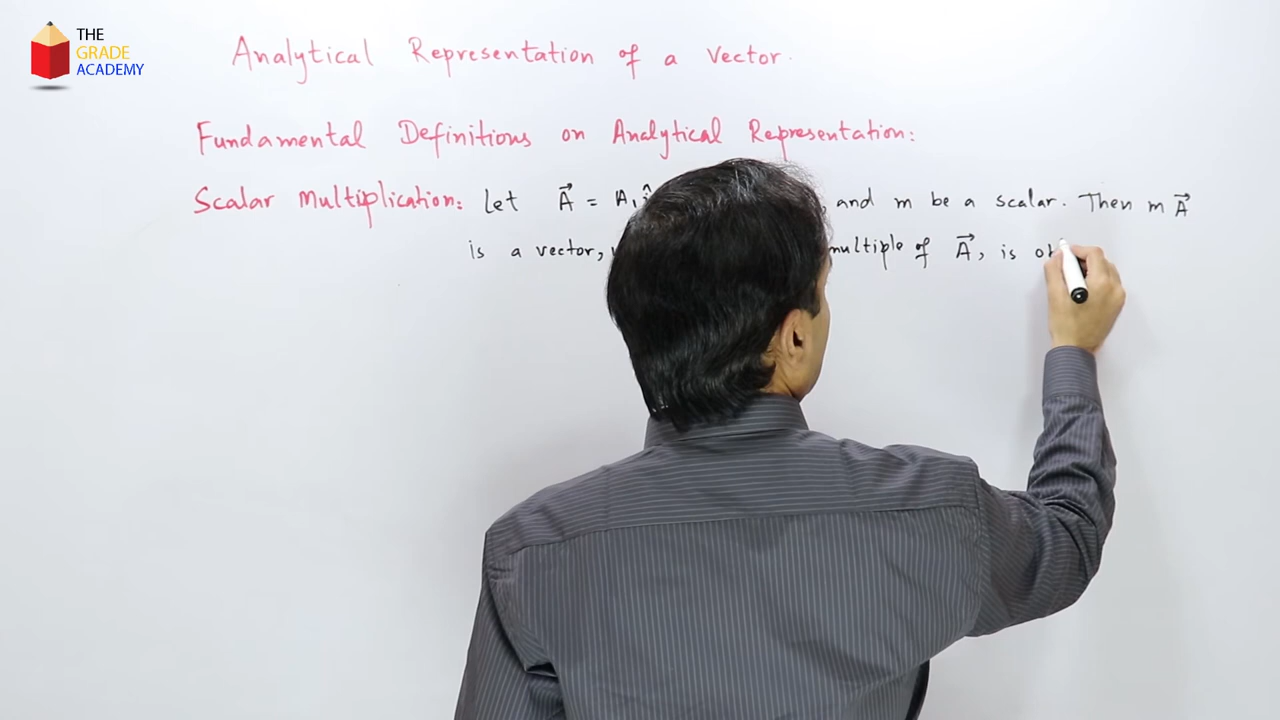 THE
GRADE
ACADEMY
Analytical Representation of a vector.
Fundamental Definitions on Analytical Representation:
Scalar Multiplication: Let A⃗ = A₁ , and m be a scalar. Then m A⃗
is a vector, multiple of A⃗, is